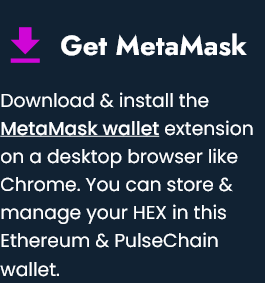 Get MetaMask
Download & install the
MetaMask wallet extension
on a desktop browser like
Chrome. You can store &
manage your HEX in this
Ethereum & PulseChain
wallet.